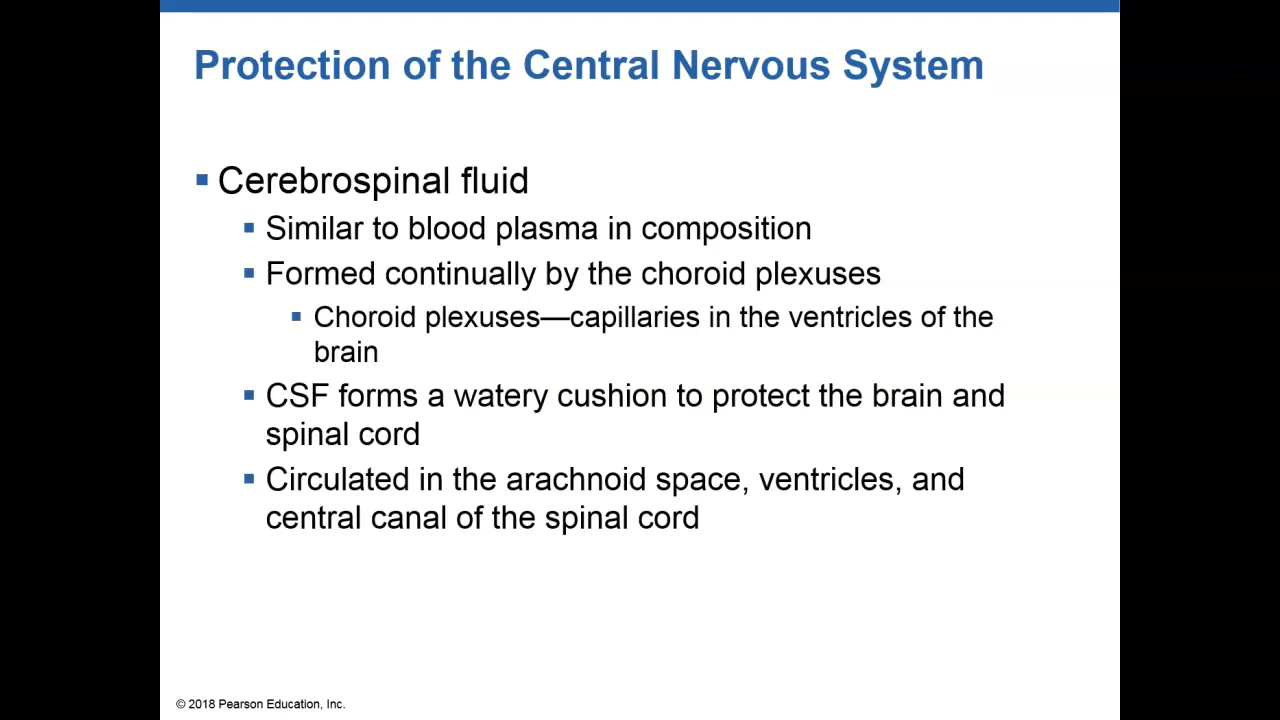 Protection of the Central Nervous System
▪ Cerebrospinal fluid
▪ Similar to blood plasma in composition
▪ Formed continually by the choroid plexuses
▪ Choroid plexuses—capillaries in the ventricles of the
brain
▪ CSF forms a watery cushion to protect the brain and
spinal cord
▪ Circulated in the arachnoid space, ventricles, and
central canal of the spinal cord
© 2018 Pearson Education, Inc.